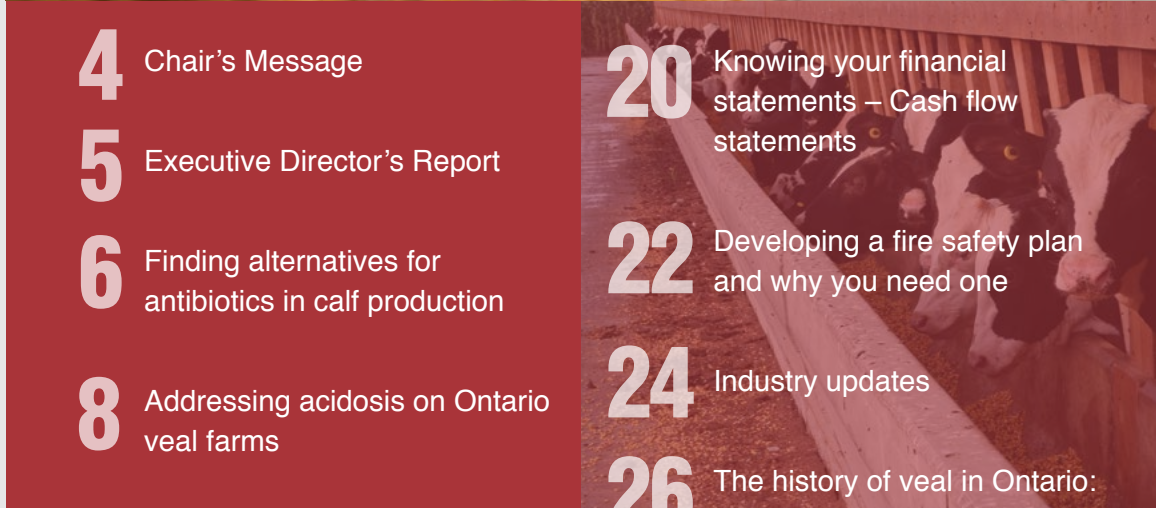 4 Chair’s Message
5 Executive Director’s Report
6 Finding alternatives for
antibiotics in calf production
8 Addressing acidosis on Ontario
veal farms
20 Knowing your financial
statements – Cash flow
statements
22 Developing a fire safety plan
and why you need one
24 Industry updates
26 The history of veal in Ontario: